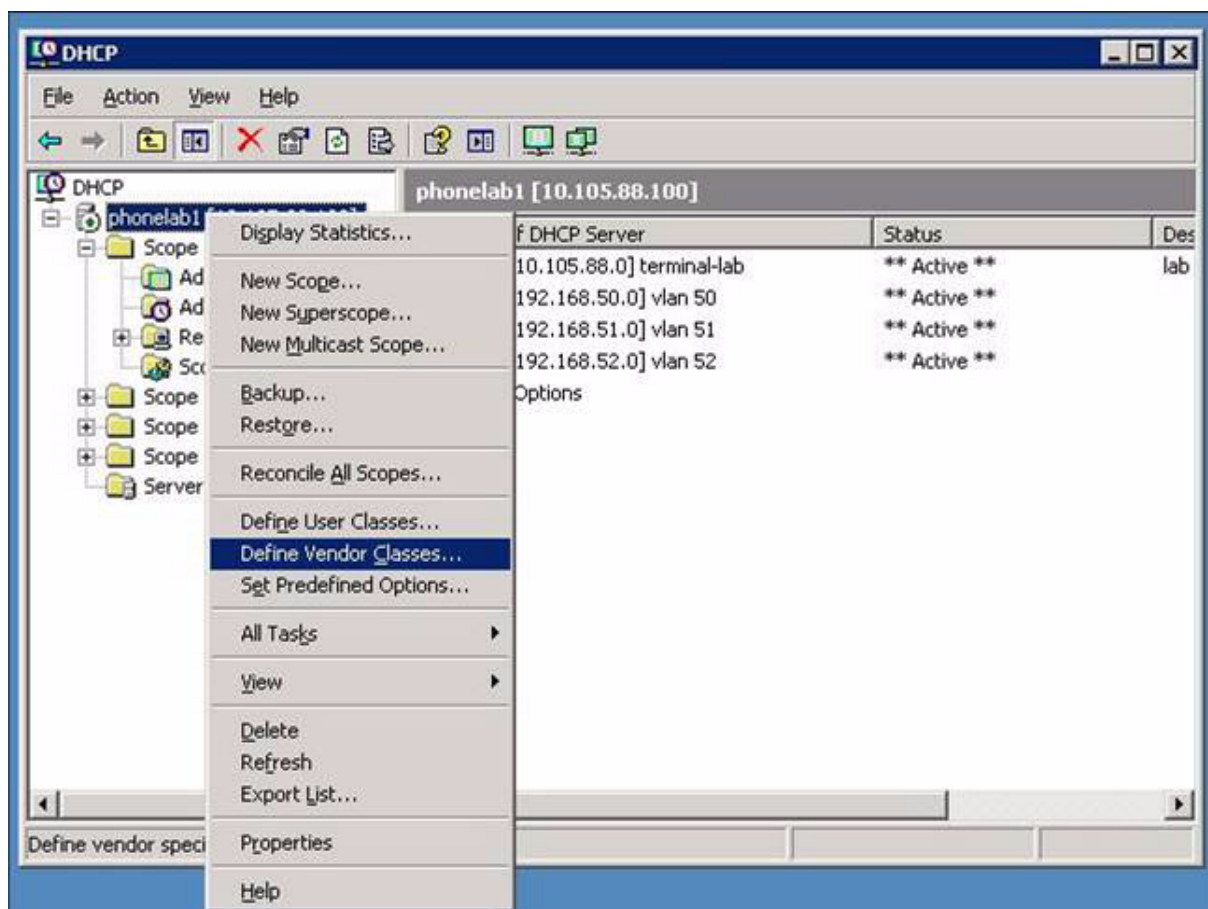 DHCP
File Action View Help
DHCP
phonelab1 [10.105.88.100]
phonelab1
Scope
Ad
Ad
Re
Sco
Scope
Scope
Scope
Server
Display Statistics...
New Scope...
New Superscope...
New Multicast Scope...
Backup...
Restore...
Reconcile All Scopes...
Define User Classes...
Define Vendor Classes...
Set Predefined Options...
All Tasks
View
Delete
Refresh
Export List...
Properties
Help
f DHCP Server Status Des
10.105.88.0] terminal-lab ** Active ** lab
192.168.50.0] vlan 50 ** Active **
192.168.51.0] vlan 51 ** Active **
192.168.52.0] vlan 52 ** Active **
Options
Define vendor speci